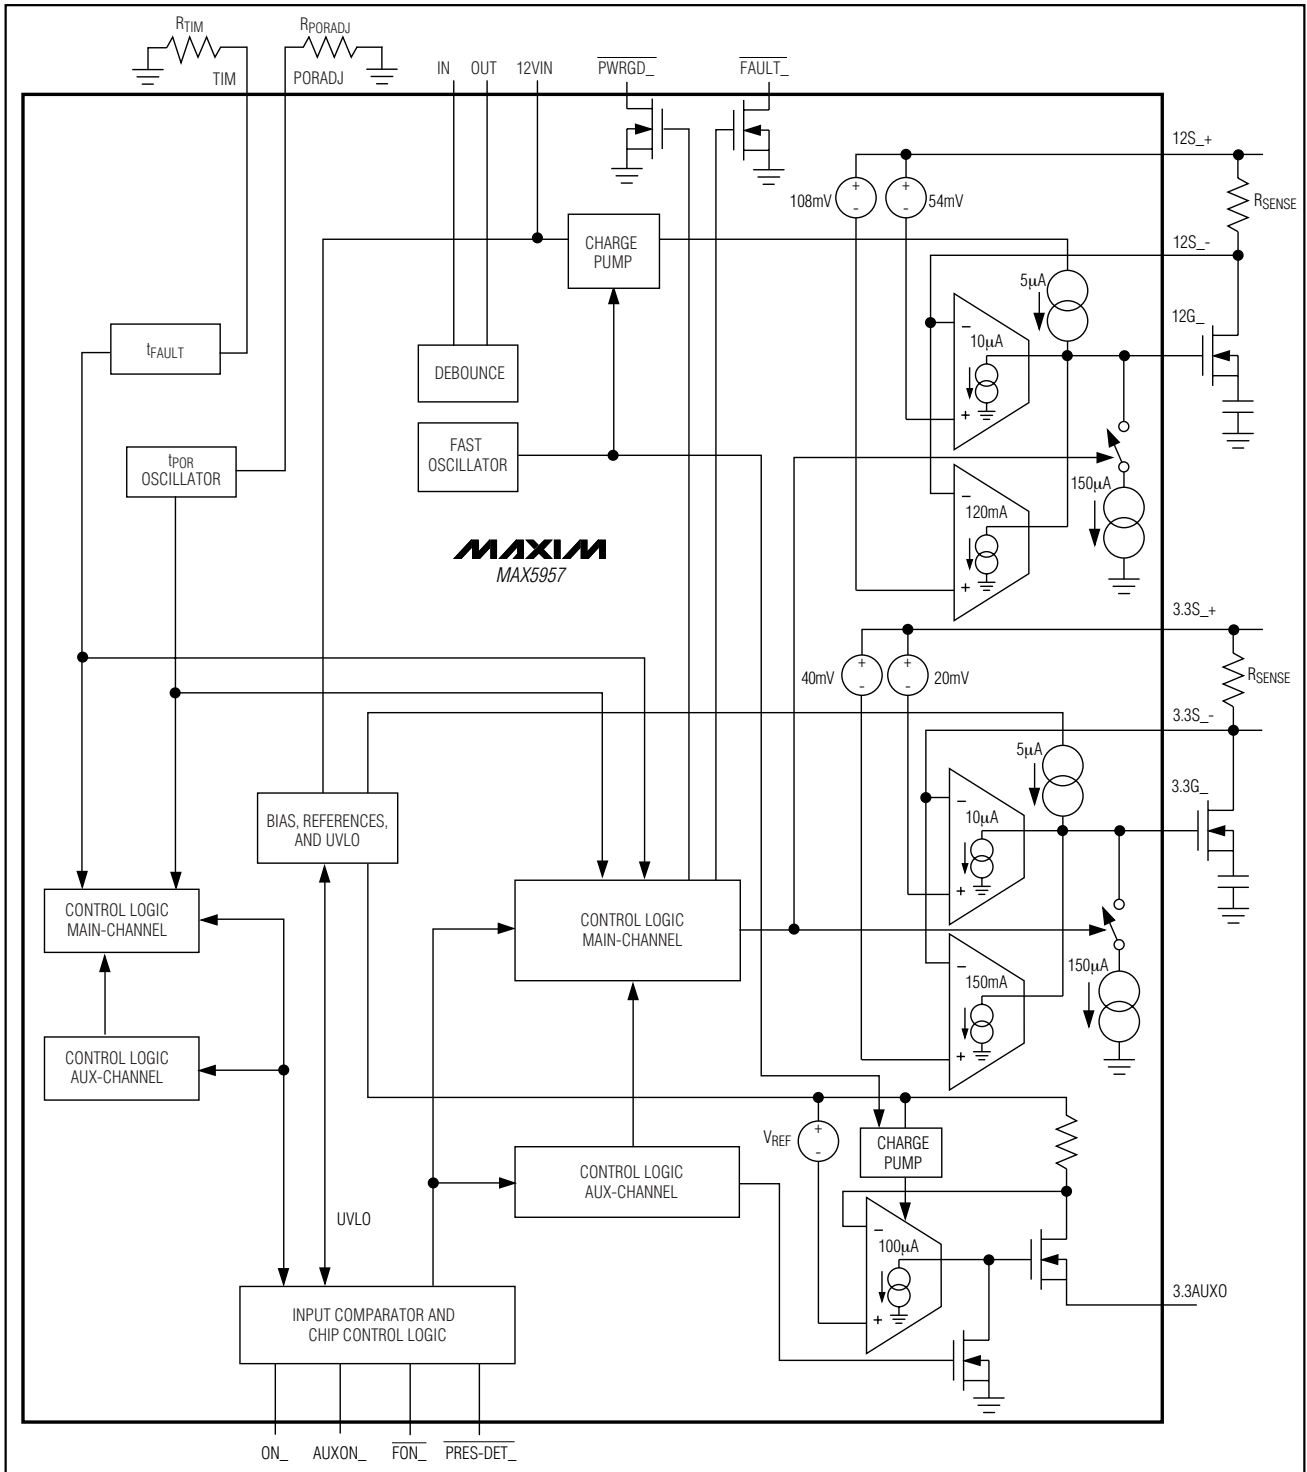 RTIM
RPORADJ
TIM
PORADJ
IN
OUT
12VIN
PWRGD_
FAULT_
12S_+
108mV
+
-
+
-
54mV
RSENSE
CHARGE
PUMP
12S_-
5µA
12G_
tFAULT
−
10µA
+
DEBOUNCE
FAST
OSCILLATOR
tPOR
OSCILLATOR
−
120mA
+
150µA
MAXIM
MAX5957
3.3S_+
40mV
+
-
+
-
20mV
RSENSE
3.3S_-
5µA
3.3G_
BIAS, REFERENCES,
AND UVLO
−
10µA
+
CONTROL LOGIC
MAIN-CHANNEL
CONTROL LOGIC
MAIN-CHANNEL
−
150mA
+
150µA
CONTROL LOGIC
AUX-CHANNEL
VREF
+
-
CHARGE
PUMP
CONTROL LOGIC
AUX-CHANNEL
UVLO
−
100µA
+
3.3AUXO
INPUT COMPARATOR AND
CHIP CONTROL LOGIC
ON_
AUXON_
FON_
PRES-DET_